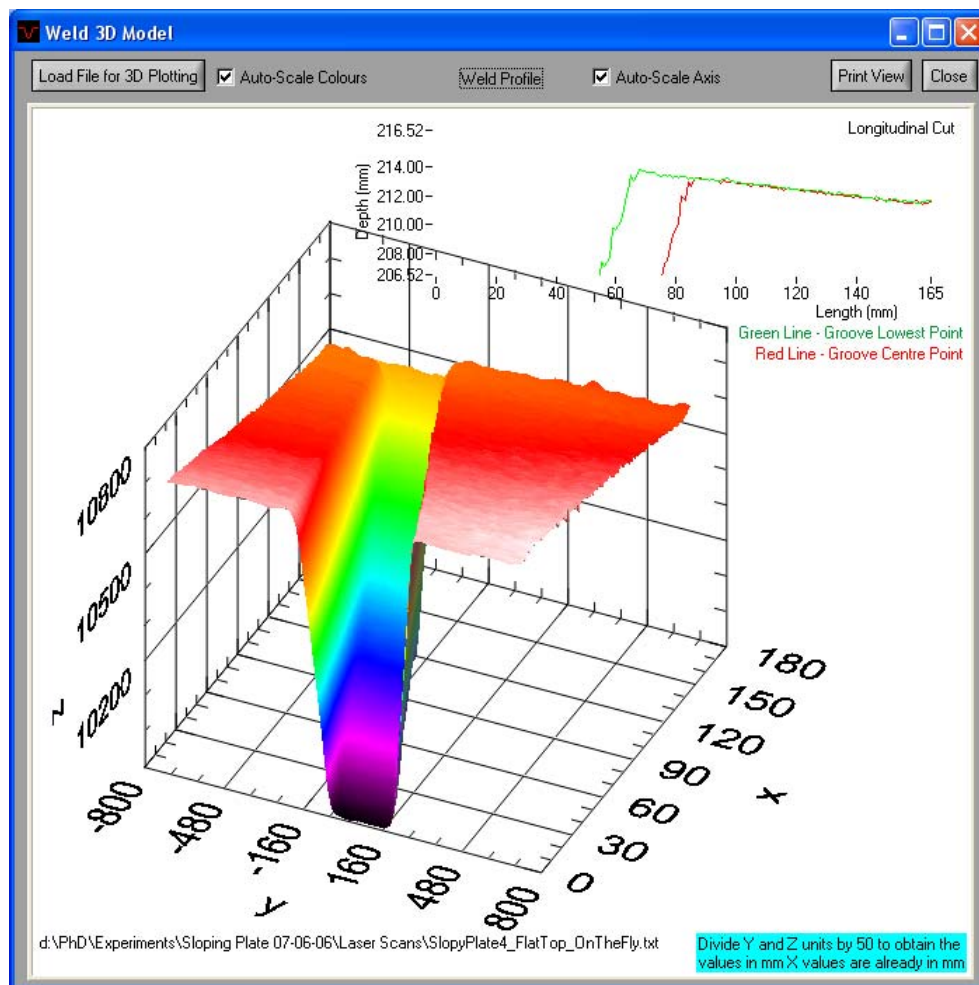 Weld 3D Model
Load File for 3D Plotting
Auto-Scale Colours
Weld Profile
Auto-Scale Axis
Print View
Close
Longitudinal Cut
216.52
214.00
212.00
210.00
208.00
206.52
Depth (mm)
0 20 40 60 80 100 120 140 165
Length (mm)
Green Line - Groove Lowest Point
Red Line - Groove Centre Point
10800
10500
10200
z
-800
-480
-160
160
480
800
y
0
30
60
90
120
150
180
x
d:\PhD\Experiments\Sloping Plate 07-06-06\Laser Scans\SlopyPlate4_FlatTop_OnTheFly.txt
Divide Y and Z units by 50 to obtain the
values in mm X values are already in mm